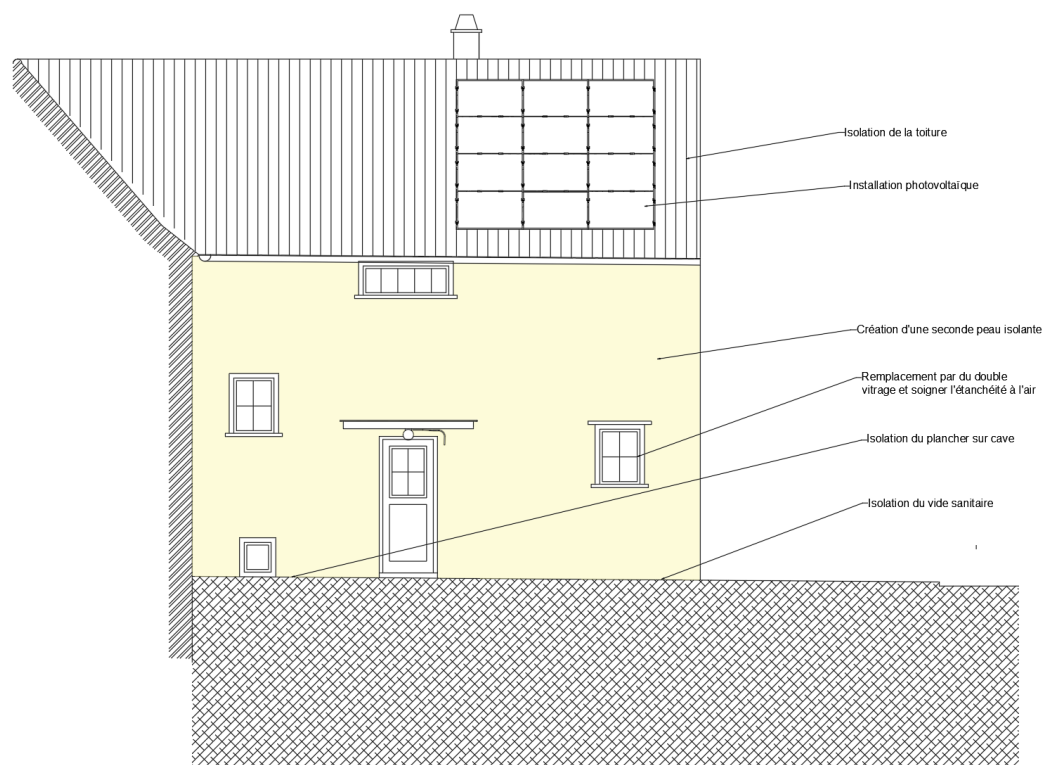 Isolation de la toiture
Installation photovoltaïque
Création d'une seconde peau isolante
Remplacement par du double
vitrage et soigner l'étanchéité à l'air
Isolation du plancher sur cave
Isolation du vide sanitaire